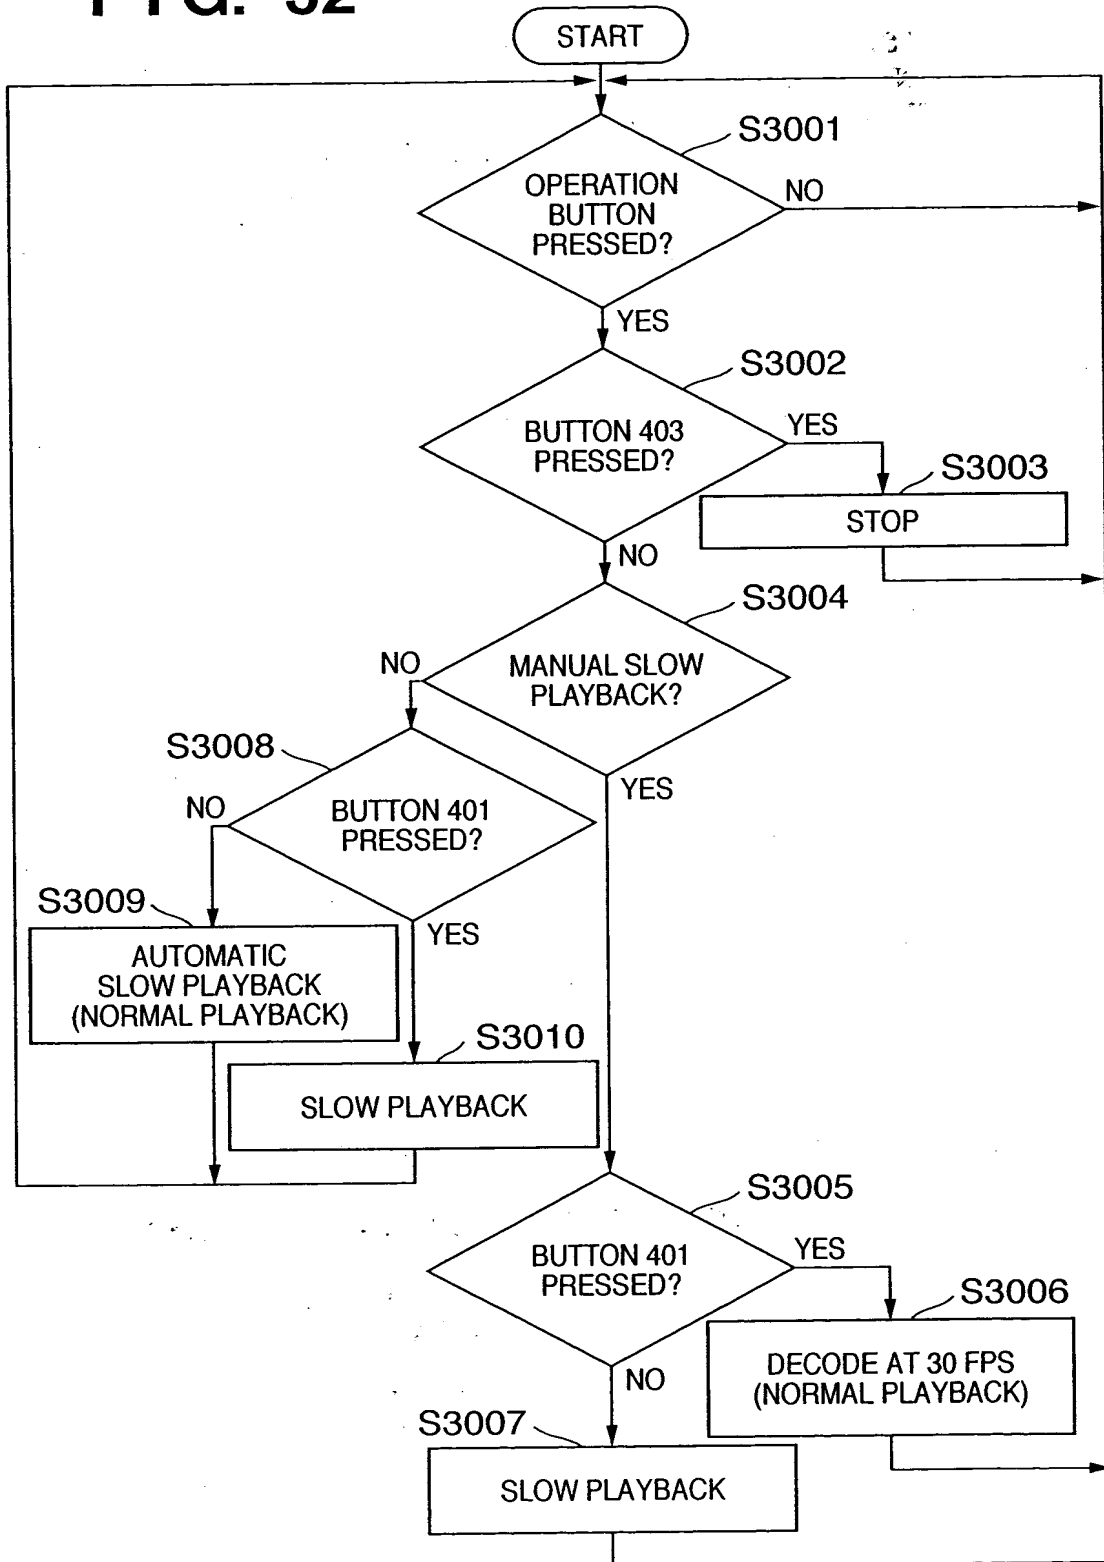 FIG. 32
START
S3001
OPERATION
BUTTON
PRESSED?
NO
YES
S3002
BUTTON 403
PRESSED?
YES
S3003
STOP
NO
S3004
MANUAL SLOW
PLAYBACK?
NO
YES
S3008
BUTTON 401
PRESSED?
NO
YES
S3009
AUTOMATIC
SLOW PLAYBACK
(NORMAL PLAYBACK)
S3010
SLOW PLAYBACK
S3005
BUTTON 401
PRESSED?
YES
S3006
DECODE AT 30 FPS
(NORMAL PLAYBACK)
NO
S3007
SLOW PLAYBACK